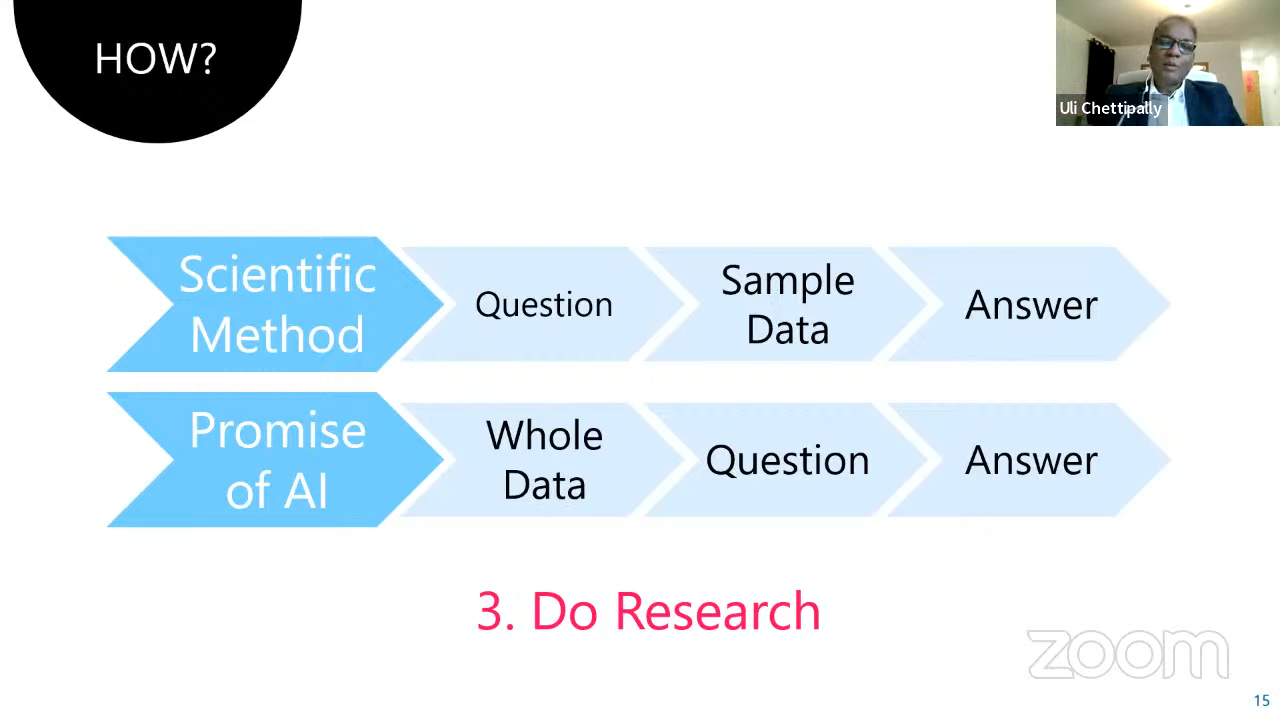 HOW?
Uli Chettipally
Scientific
Method
Question
Sample
Data
Answer
Promise
of AI
Whole
Data
Question
Answer
3. Do Research
zoom
15